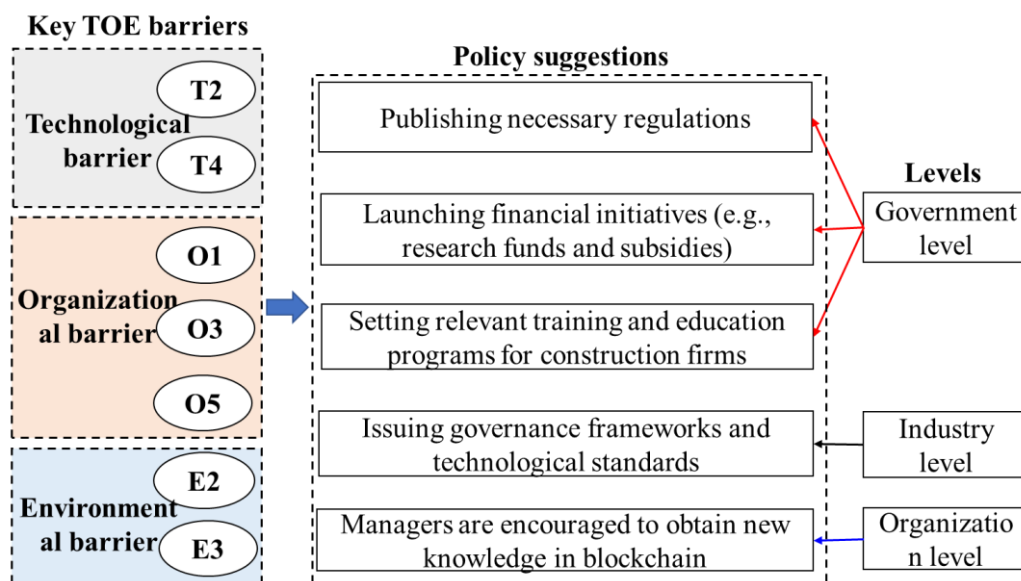 Key TOE barriers
T2
Technological
barrier
T4
O1
Organization
al barrier
O3
O5
E2
Environment
al barrier
E3
Policy suggestions
Publishing necessary regulations
Launching financial initiatives (e.g.,
research funds and subsidies)
Setting relevant training and education
programs for construction firms
Issuing governance frameworks and
technological standards
Managers are encouraged to obtain new
knowledge in blockchain
Levels
Government
level
Industry
level
Organizatio
n level